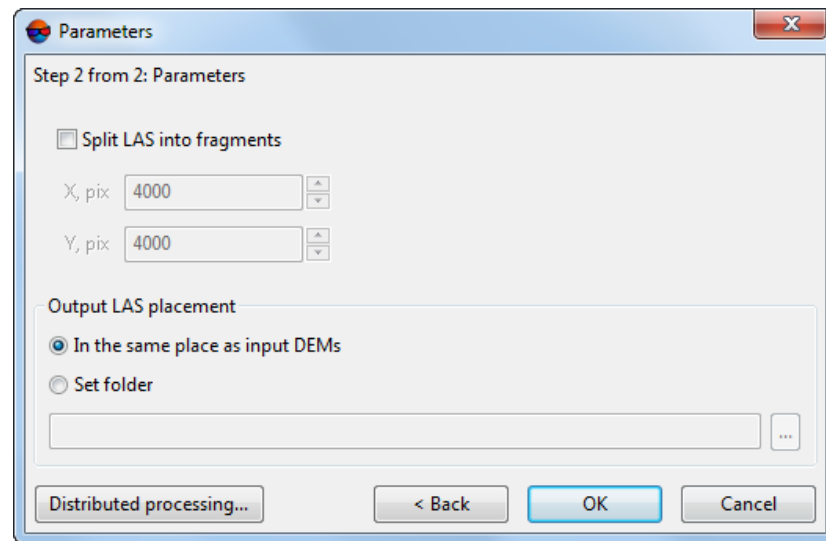 Parameters
Step 2 from 2: Parameters
Split LAS into fragments
X, pix 4000
Y, pix 4000
Output LAS placement
In the same place as input DEMs
Set folder
...
Distributed processing... < Back OK Cancel